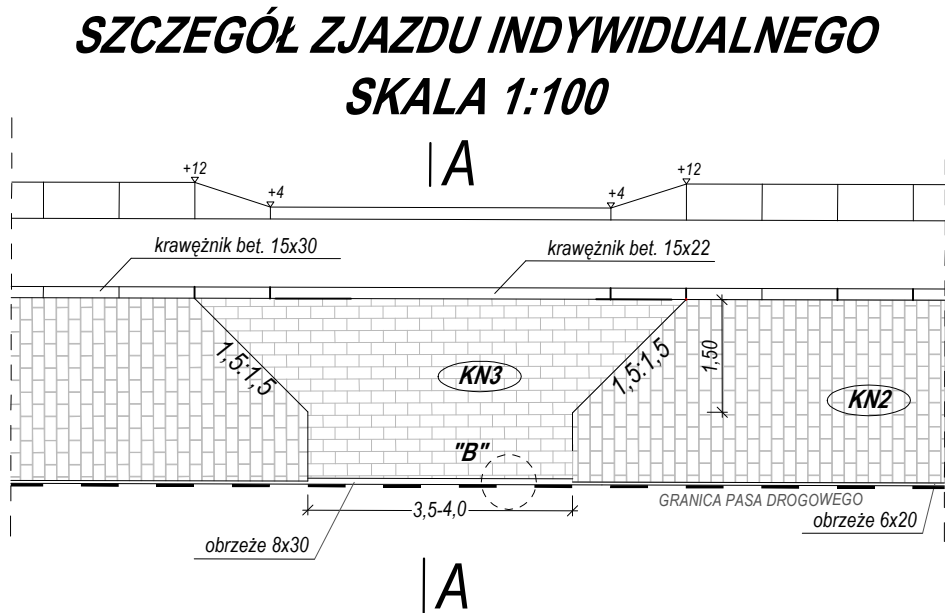 SZCZEGÓŁ ZJAZDU INDYWIDUALNEGO
SKALA 1:100
A
+12
+4
+4
+12
krawężnik bet. 15x30
krawężnik bet. 15x22
1,5:1,5
KN3
1,5:1,5
1,50
KN2
"B"
3,5-4,0
GRANICA PASA DROGOWEGO
obrzeże 6x20
obrzeże 8x30
A